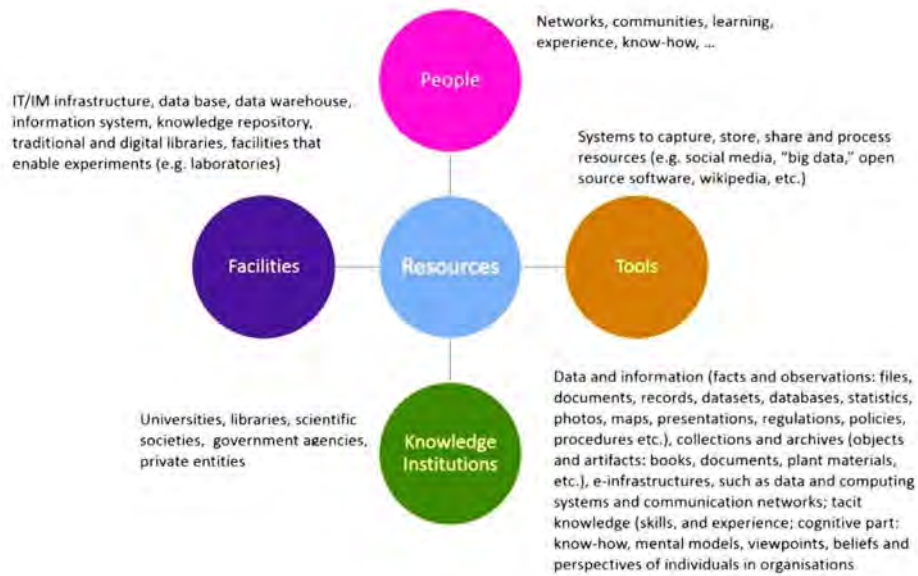 Networks, communities, learning,
experience, know-how, ...
People
IT/IM infrastructure, data base, data warehouse,
information system, knowledge repository,
traditional and digital libraries, facilities that
enable experiments (e.g. laboratories)
Systems to capture, store, share and process
resources (e.g. social media, “big data,” open
source software, wikipedia, etc.)
Facilities
Resources
Tools
Universities, libraries, scientific
societies, government agencies,
private entities
Knowledge
Institutions
Data and information (facts and observations: files,
documents, records, datasets, databases, statistics,
photos, maps, presentations, regulations, policies,
procedures etc.), collections and archives (objects
and artifacts: books, documents, plant materials,
etc.), e-infrastructures, such as data and computing
systems and communication networks; tacit
knowledge (skills, and experience; cognitive part:
know-how, mental models, viewpoints, beliefs and
perspectives of individuals in organisations